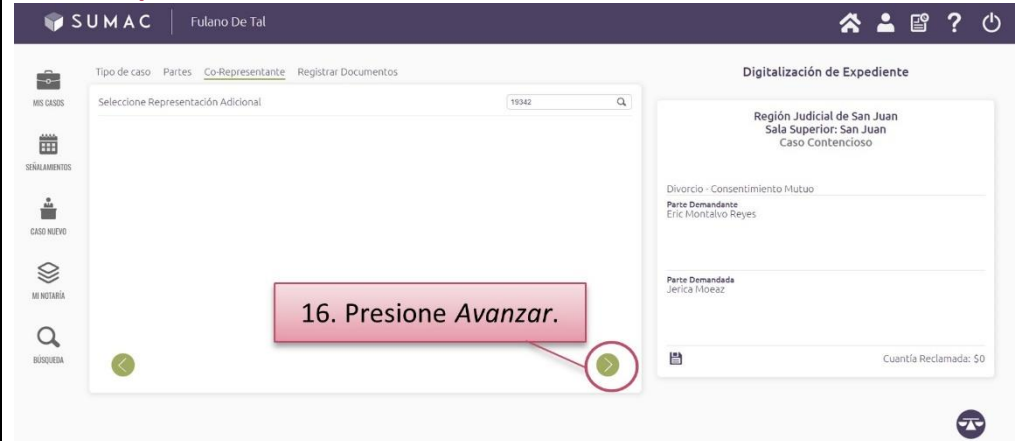 SUMAC Fulano De Tal ?
Tipo de caso Partes Co-Representante Registrar Documentos
Digitalización de Expediente
MIS CASOS
Seleccione Representación Adicional 19342
Región Judicial de San Juan
Sala Superior: San Juan
Caso Contencioso
SEÑALAMIENTOS
Divorcio - Consentimiento Mutuo
Parte Demandante
Eric Montalvo Reyes
CASO NUEVO
Parte Demandada
Jerica Moeaz
MI NOTARÍA
16. Presione Avanzar.
BÚSQUEDA
Cuantía Reclamada: $0